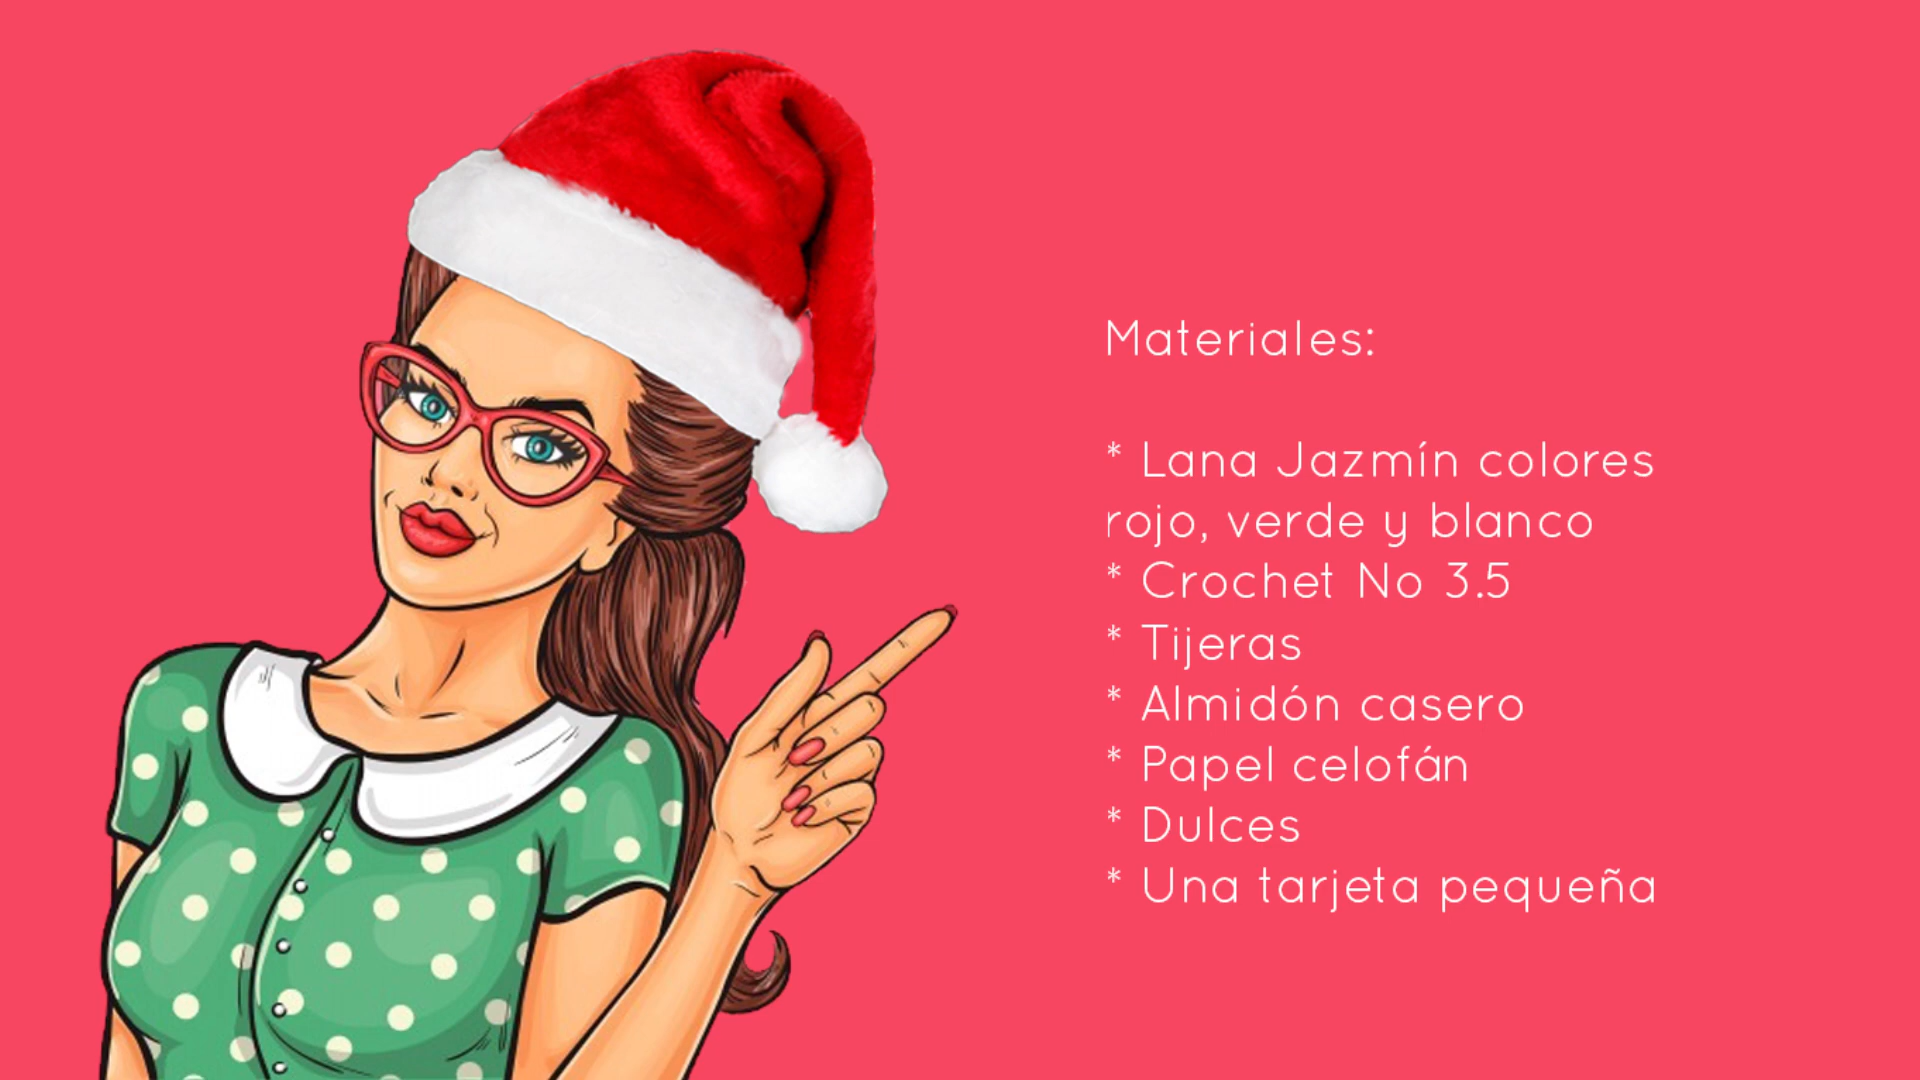 Materiales:
* Lana Jazmín colores
rojo, verde y blanco
* Crochet No 3.5
* Tijeras
* Almidón casero
* Papel celofán
* Dulces
* Una tarjeta pequeña